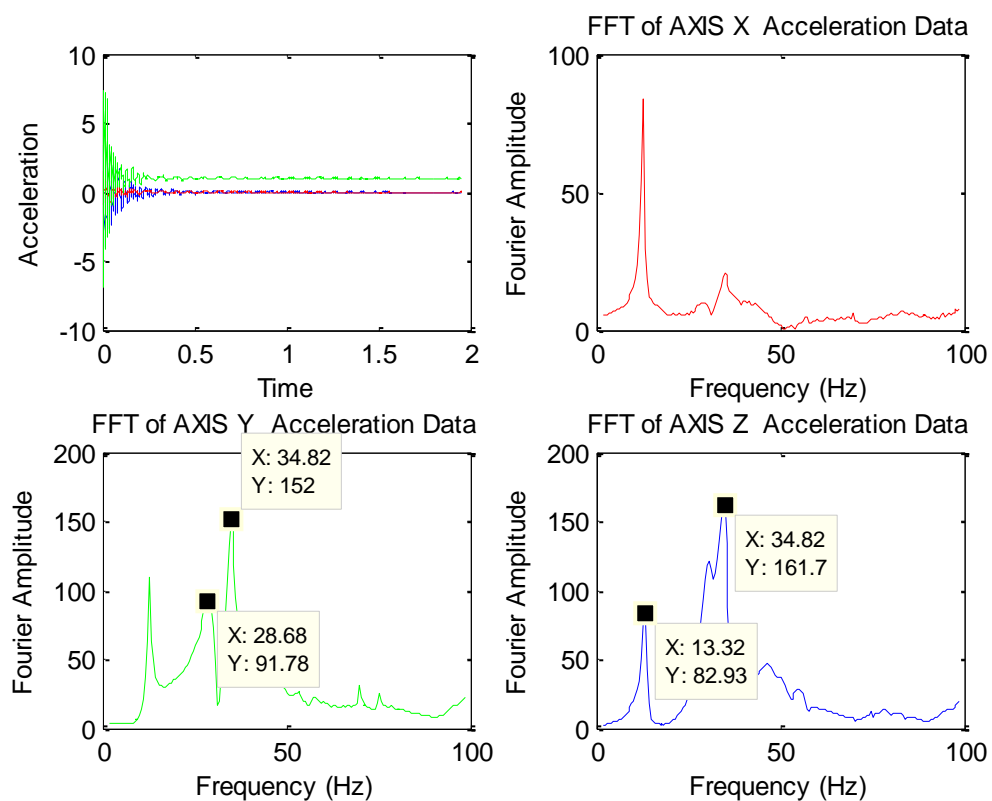 10
5
0
-5
-10
Acceleration
0
0.5
1
1.5
2
Time
FFT of AXIS X  Acceleration Data
100
50
0
Fourier Amplitude
0
50
100
Frequency (Hz)
FFT of AXIS Y  Acceleration Data
200
150
100
50
0
Fourier Amplitude
X: 34.82
Y: 152
X: 28.68
Y: 91.78
0
50
100
Frequency (Hz)
FFT of AXIS Z  Acceleration Data
200
150
100
50
0
Fourier Amplitude
X: 34.82
Y: 161.7
X: 13.32
Y: 82.93
0
50
100
Frequency (Hz)